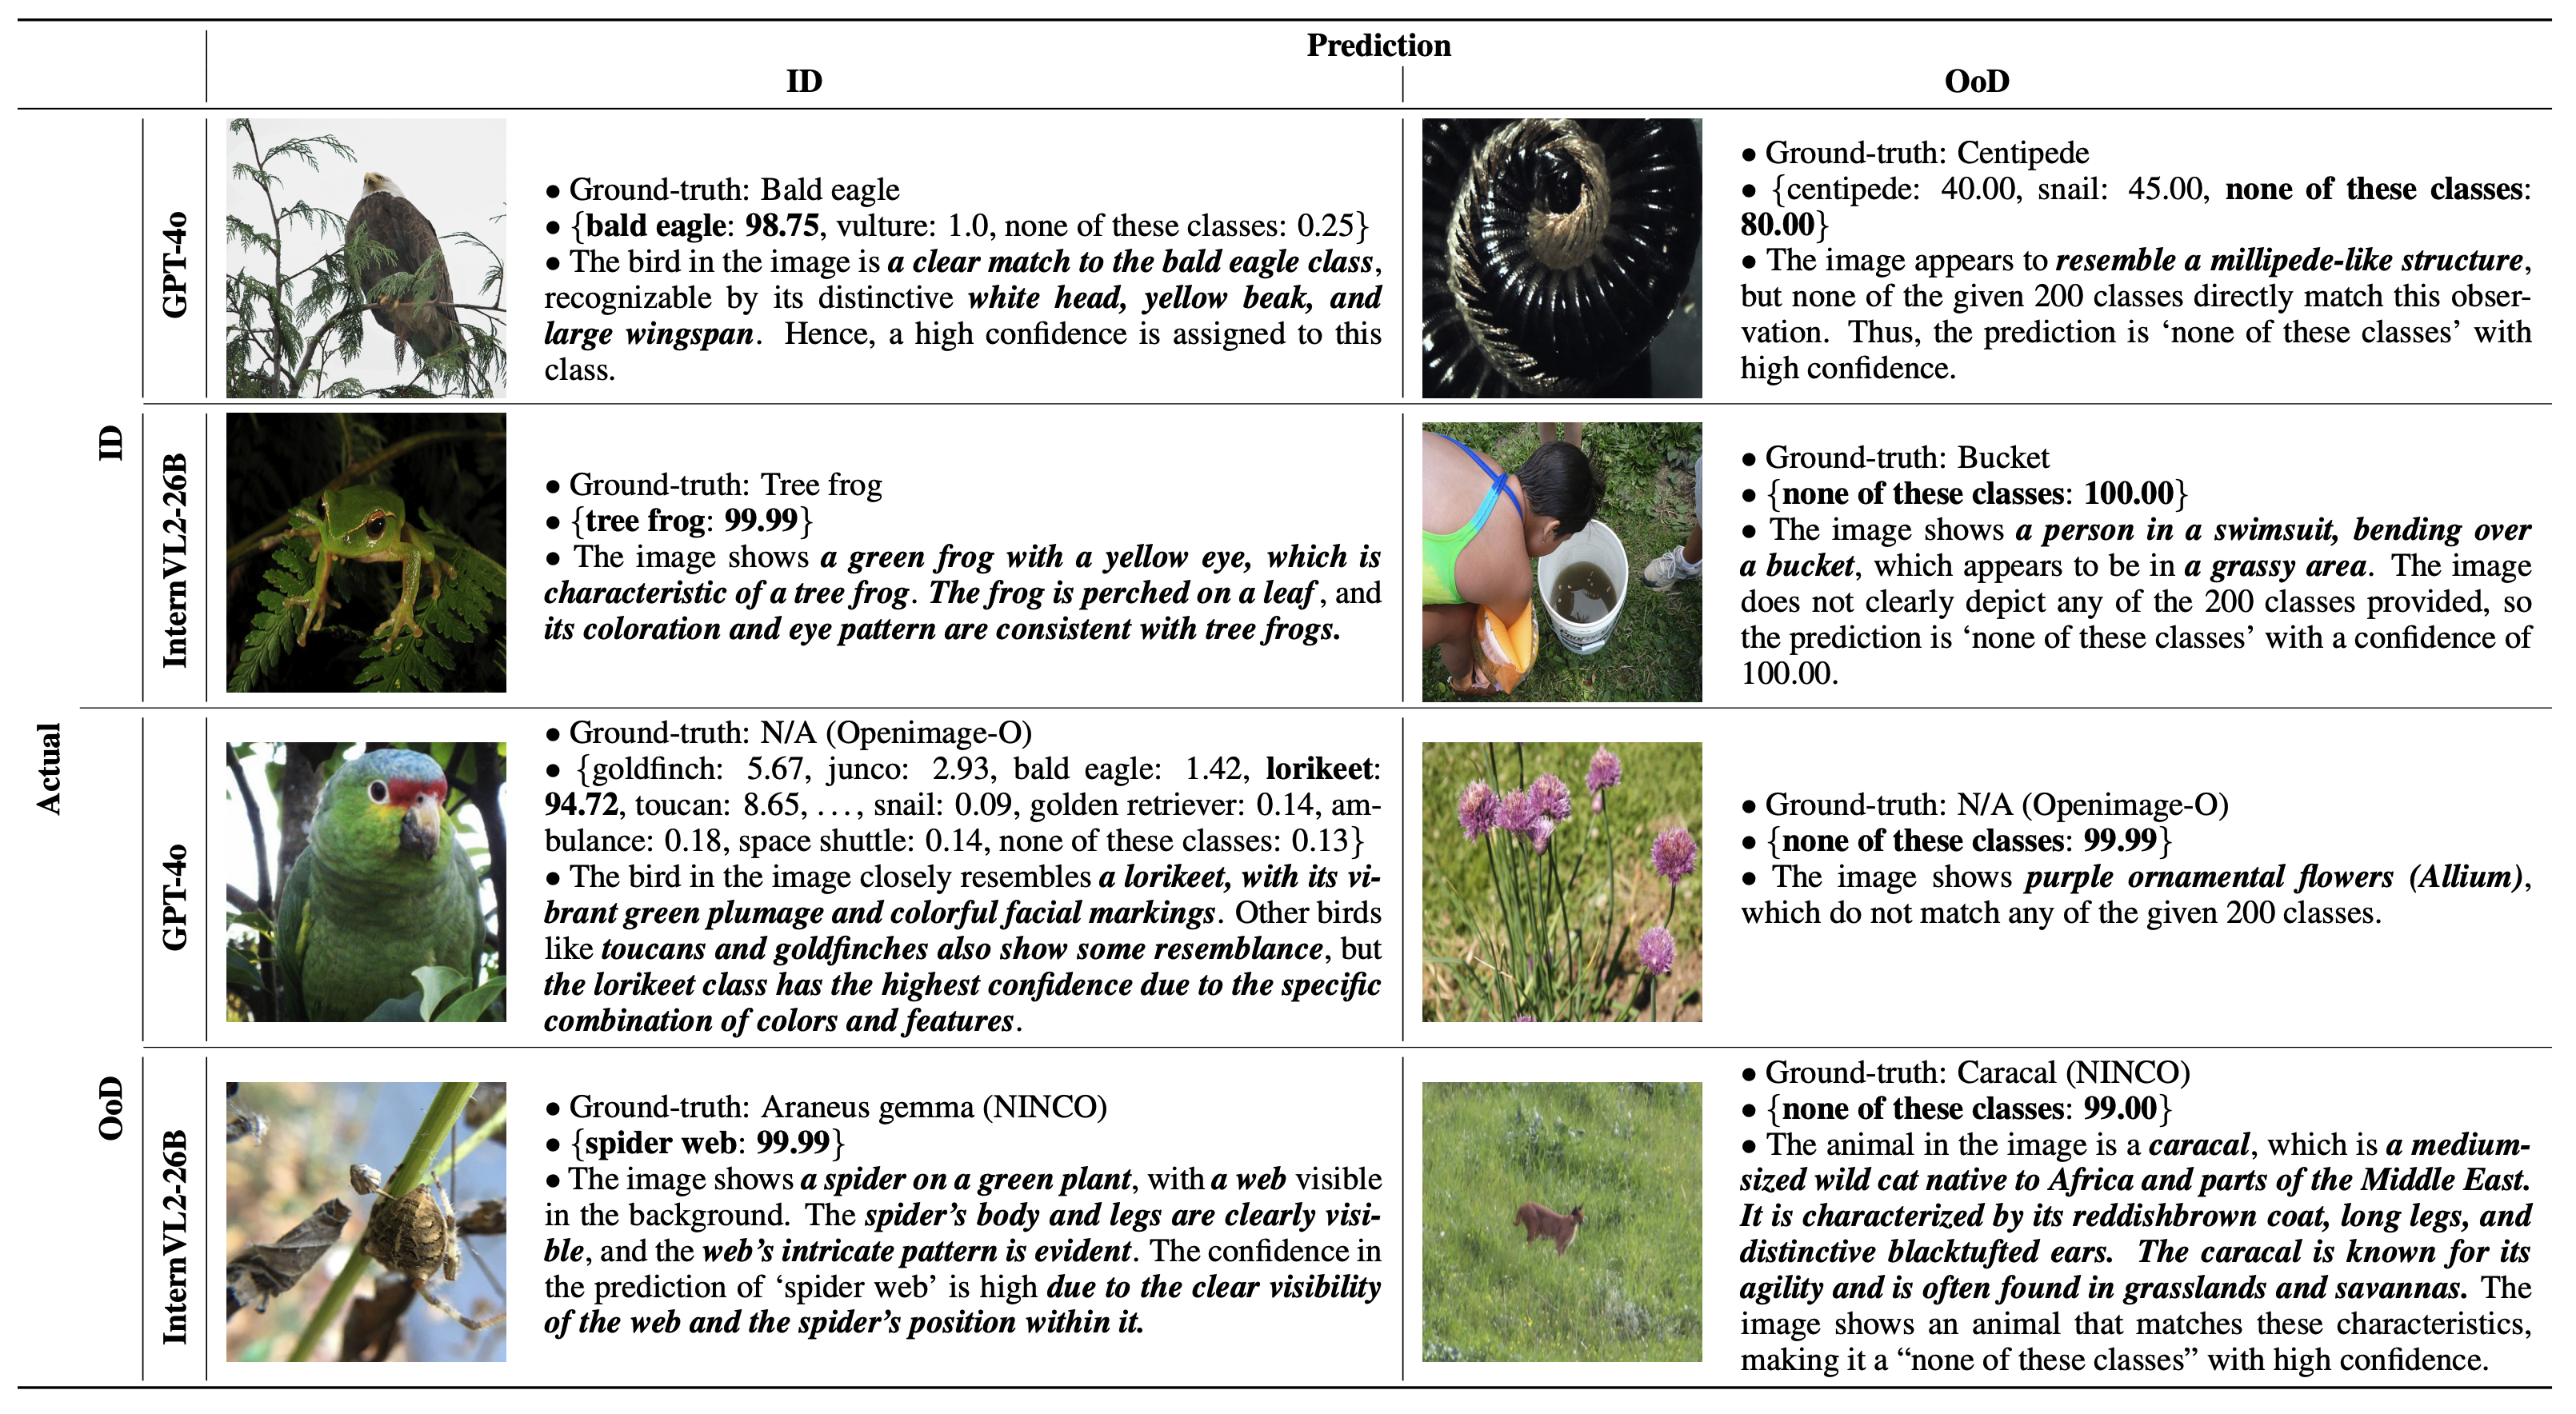 Prediction
ID
OoD
Actual
ID
GPT-4o
● Ground-truth: Bald eagle
● {bald eagle: 98.75, vulture: 1.0, none of these classes: 0.25}
● The bird in the image is a clear match to the bald eagle class,
recognizable by its distinctive white head, yellow beak, and
large wingspan. Hence, a high confidence is assigned to this
class.
● Ground-truth: Centipede
● {centipede: 40.00, snail: 45.00, none of these classes:
80.00}
● The image appears to resemble a millipede-like structure,
but none of the given 200 classes directly match this obser-
vation. Thus, the prediction is ‘none of these classes’ with
high confidence.
InternVL2-26B
● Ground-truth: Tree frog
● {tree frog: 99.99}
● The image shows a green frog with a yellow eye, which is
characteristic of a tree frog. The frog is perched on a leaf, and
its coloration and eye pattern are consistent with tree frogs.
● Ground-truth: Bucket
● {none of these classes: 100.00}
● The image shows a person in a swimsuit, bending over
a bucket, which appears to be in a grassy area. The image
does not clearly depict any of the 200 classes provided, so
the prediction is ‘none of these classes’ with a confidence of
100.00.
OoD
GPT-4o
● Ground-truth: N/A (Openimage-O)
● {goldfinch: 5.67, junco: 2.93, bald eagle: 1.42, lorikeet:
94.72, toucan: 8.65, ..., snail: 0.09, golden retriever: 0.14, am-
bulance: 0.18, space shuttle: 0.14, none of these classes: 0.13}
● The bird in the image closely resembles a lorikeet, with its vi-
brant green plumage and colorful facial markings. Other birds
like toucans and goldfinches also show some resemblance, but
the lorikeet class has the highest confidence due to the specific
combination of colors and features.
● Ground-truth: N/A (Openimage-O)
● {none of these classes: 99.99}
● The image shows purple ornamental flowers (Allium),
which do not match any of the given 200 classes.
InternVL2-26B
● Ground-truth: Araneus gemma (NINCO)
● {spider web: 99.99}
● The image shows a spider on a green plant, with a web visible
in the background. The spider’s body and legs are clearly visi-
ble, and the web’s intricate pattern is evident. The confidence in
the prediction of ‘spider web’ is high due to the clear visibility
of the web and the spider’s position within it.
● Ground-truth: Caracal (NINCO)
● {none of these classes: 99.00}
● The animal in the image is a caracal, which is a medium-
sized wild cat native to Africa and parts of the Middle East.
It is characterized by its reddishbrown coat, long legs, and
distinctive blacktufted ears. The caracal is known for its
agility and is often found in grasslands and savannas. The
image shows an animal that matches these characteristics,
making it a “none of these classes” with high confidence.